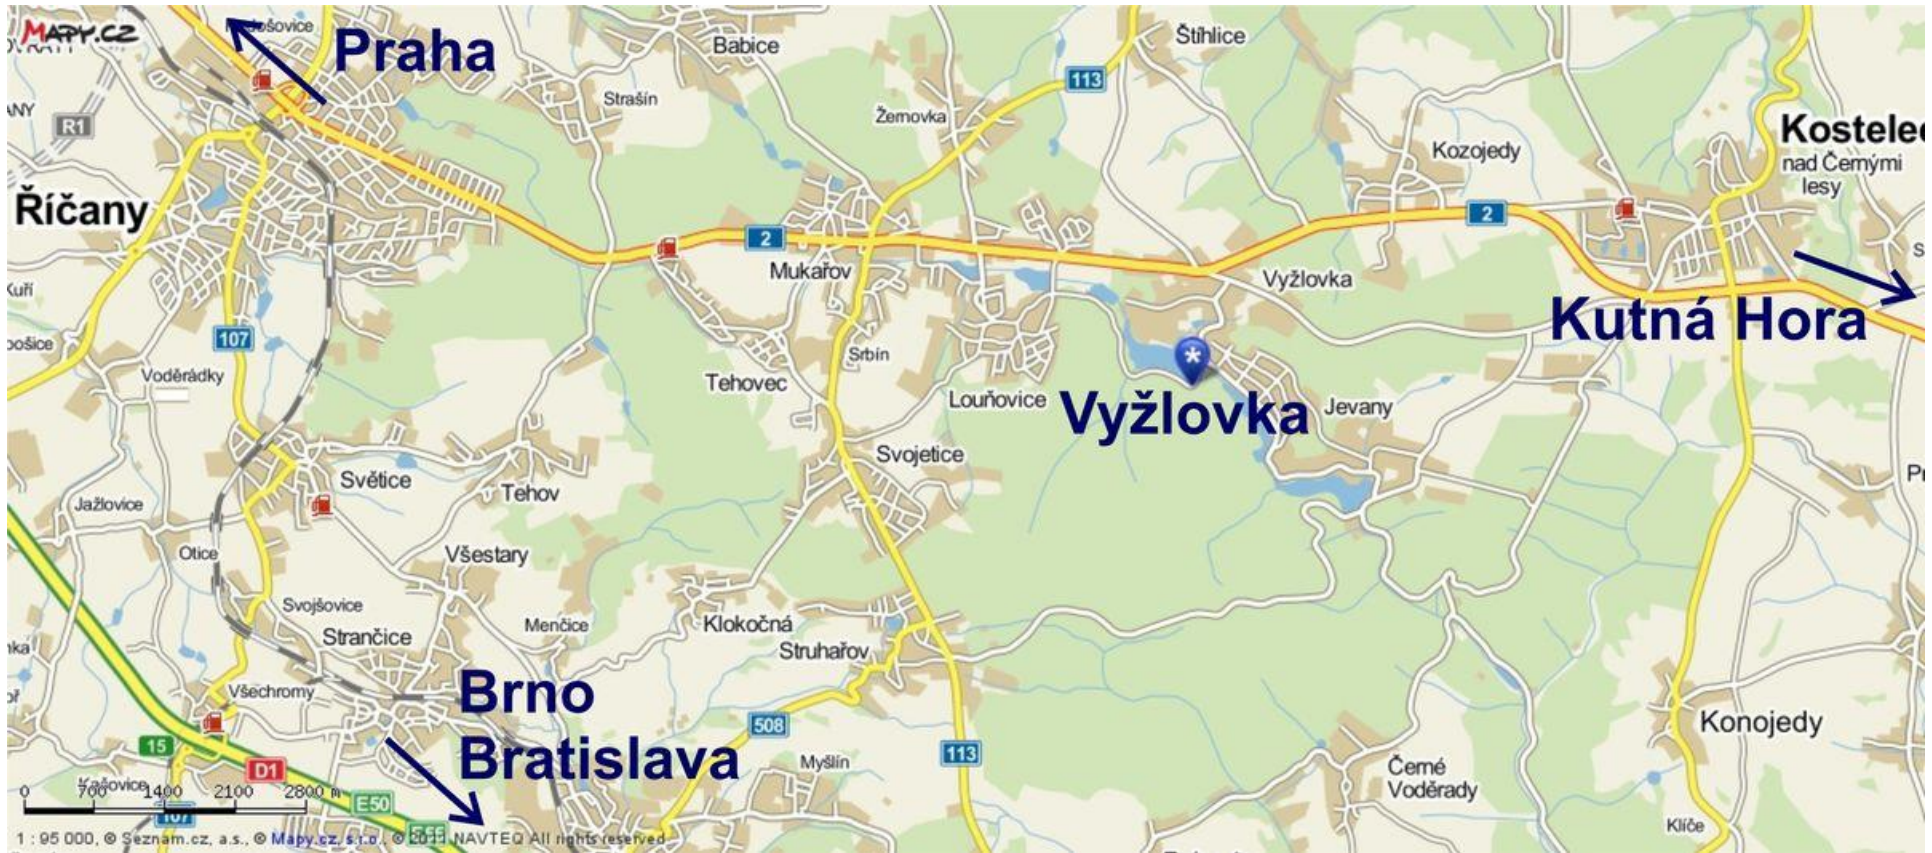 MAPY.CZ
Praha
Babice
Štíhlice
113
Strašín
Žernovka
R1
Kostelec
nad Černými
lesy
Kozojedy
Říčany
2
2
Mukařov
Vyžlovka
Kutná Hora
107
Srbín
Voděrádky
Tehovec
Louňovice
Vyžlovka
Jevany
Svojetice
Světice
Tehov
Jažlovice
Otice
Všestary
Svojšovice
Strančice
Menčice
Klokočná
Struhařov
Všechromy
Brno
Bratislava
508
113
Konojedy
15
D1
Myšlín
Černé
Voděrady
0 700 1400 2100 2800 m
E50
107
Klíče
1 : 95 000, © Seznam.cz, a.s., © Mapy.cz, s.r.o., © 2011 NAVTEQ All rights reserved